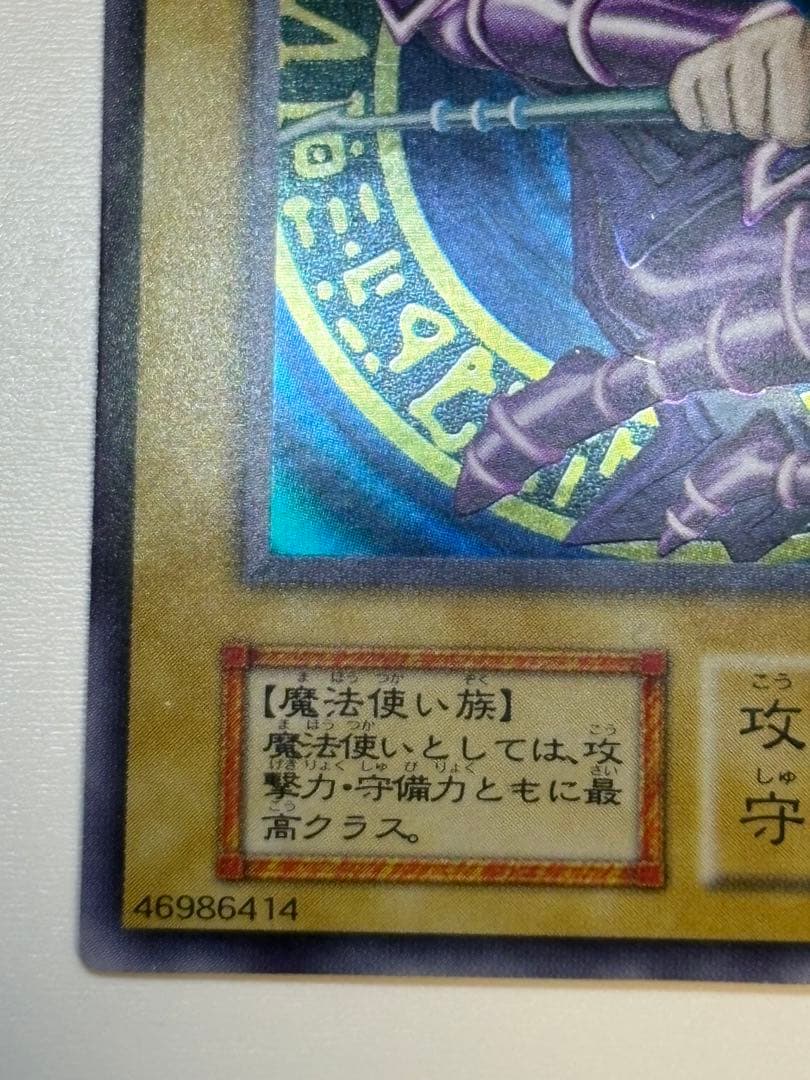 【魔法使い族】
魔法使いとしては、攻
撃力・守備力ともに最
高クラス。
攻
守
46986414